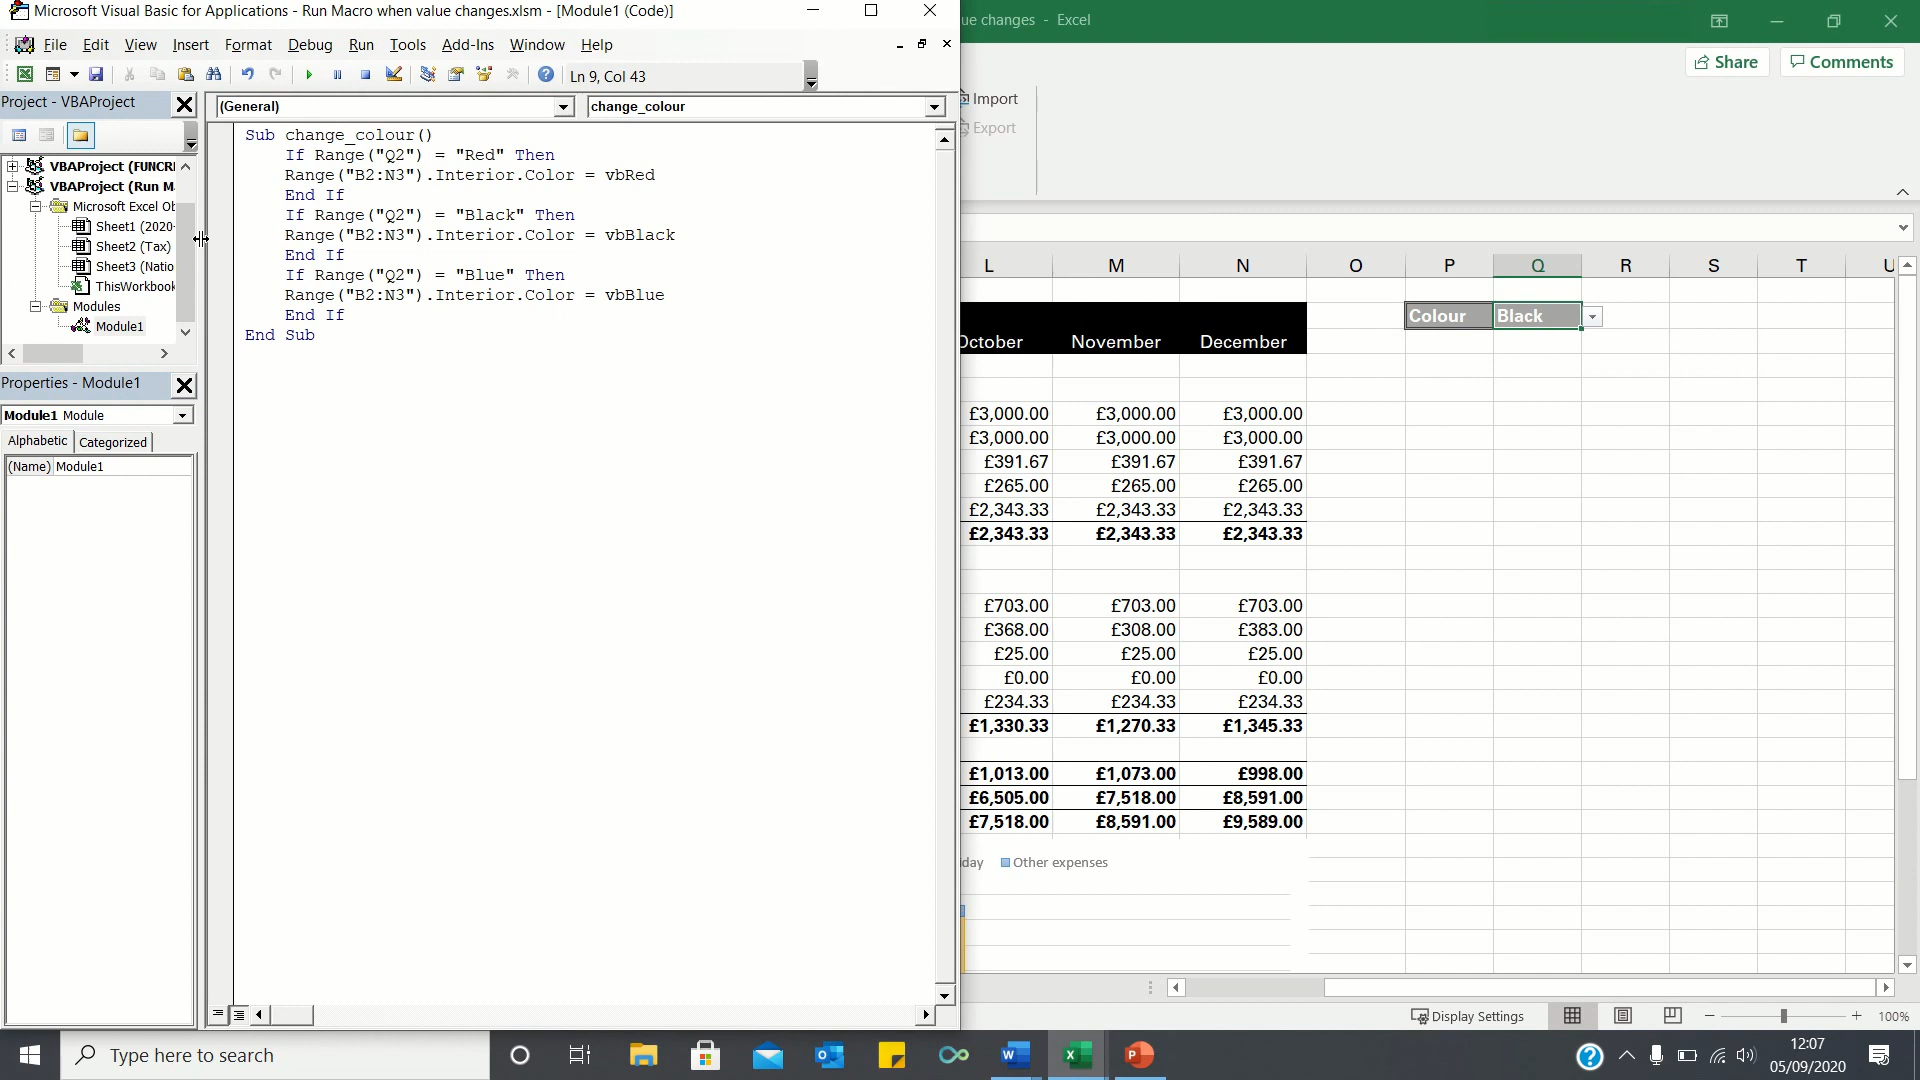 Microsoft Visual Basic for Applications - Run Macro when value changes.xlsm - [Module1 (Code)]
ue changes - Excel
File Edit View Insert Format Debug Run Tools Add-Ins Window Help
Share
Comments
Ln 9, Col 43
Import
Export
Project - VBAProject
(General)
change_colour
VBAProject (FUNCR
VBAProject (Run M
Microsoft Excel Ob
Sheet1 (2020-
Sheet2 (Tax)
Sheet3 (Natio
ThisWorkbook
Modules
Module1
Sub change_colour()
If Range("Q2") = "Red" Then
Range("B2:N3").Interior.Color = vbRed
End If
If Range("Q2") = "Black" Then
Range("B2:N3").Interior.Color = vbBlack
End If
If Range("Q2") = "Blue" Then
Range("B2:N3").Interior.Color = vbBlue
End If
End Sub
Properties - Module1
Module1 Module
Alphabetic Categorized
(Name) Module1
L M N O P Q R S T U
Colour Black
October November December
£3,000.00 £3,000.00 £3,000.00
£3,000.00 £3,000.00 £3,000.00
£391.67 £391.67 £391.67
£265.00 £265.00 £265.00
£2,343.33 £2,343.33 £2,343.33
£2,343.33 £2,343.33 £2,343.33
£703.00 £703.00 £703.00
£368.00 £308.00 £383.00
£25.00 £25.00 £25.00
£0.00 £0.00 £0.00
£234.33 £234.33 £234.33
£1,330.33 £1,270.33 £1,345.33
£1,013.00 £1,073.00 £998.00
£6,505.00 £7,518.00 £8,591.00
£7,518.00 £8,591.00 £9,589.00
iday Other expenses
Display Settings
100%
Type here to search
12:07
05/09/2020